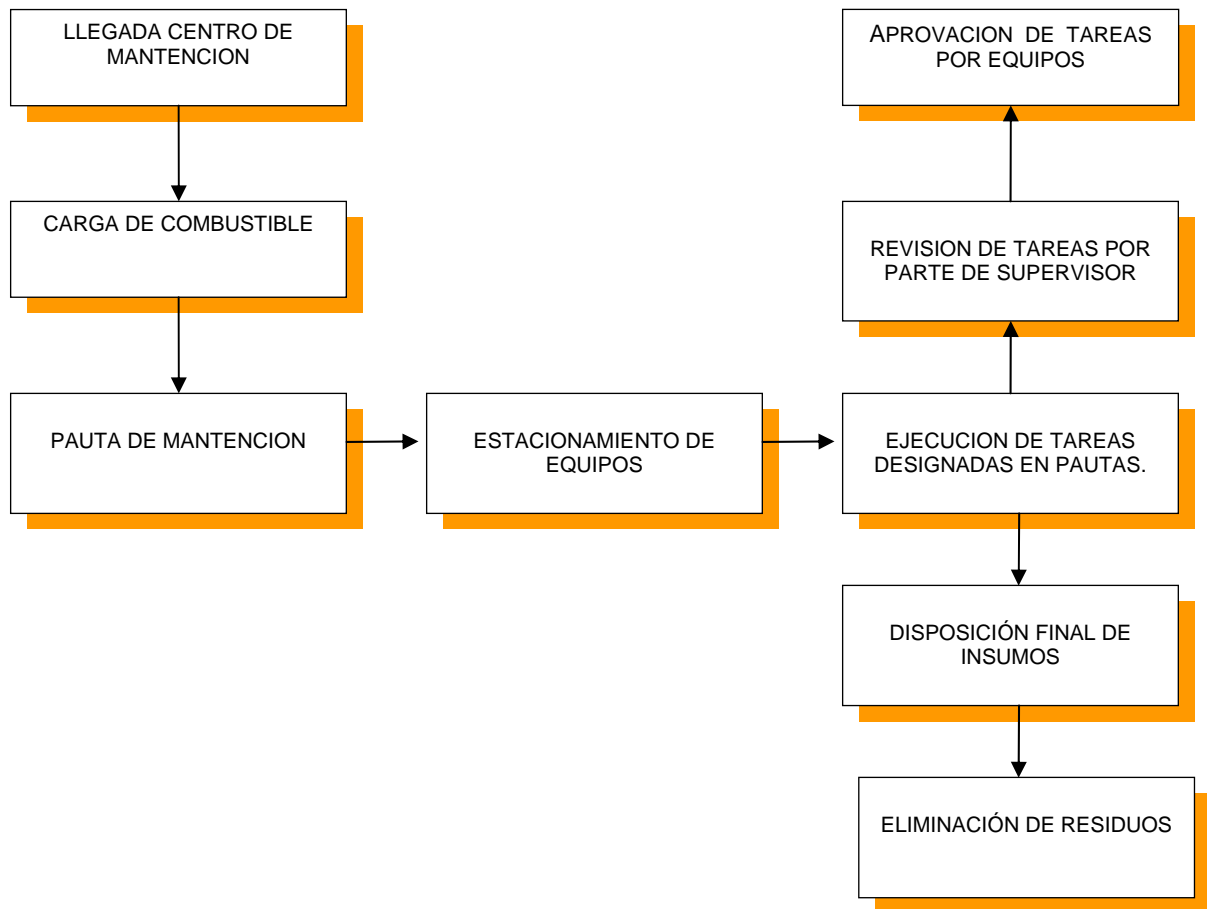 LLEGADA CENTRO DE
MANTENCION
APROVACION DE TAREAS
POR EQUIPOS
CARGA DE COMBUSTIBLE
REVISION DE TAREAS POR
PARTE DE SUPERVISOR
PAUTA DE MANTENCION
ESTACIONAMIENTO DE
EQUIPOS
EJECUCION DE TAREAS
DESIGNADAS EN PAUTAS.
DISPOSICIÓN FINAL DE
INSUMOS
ELIMINACIÓN DE RESIDUOS